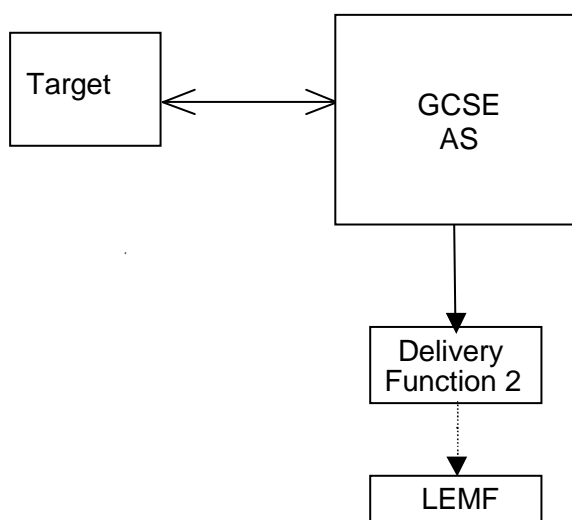 Target
GCSE
AS
Delivery
Function 2
LEMF